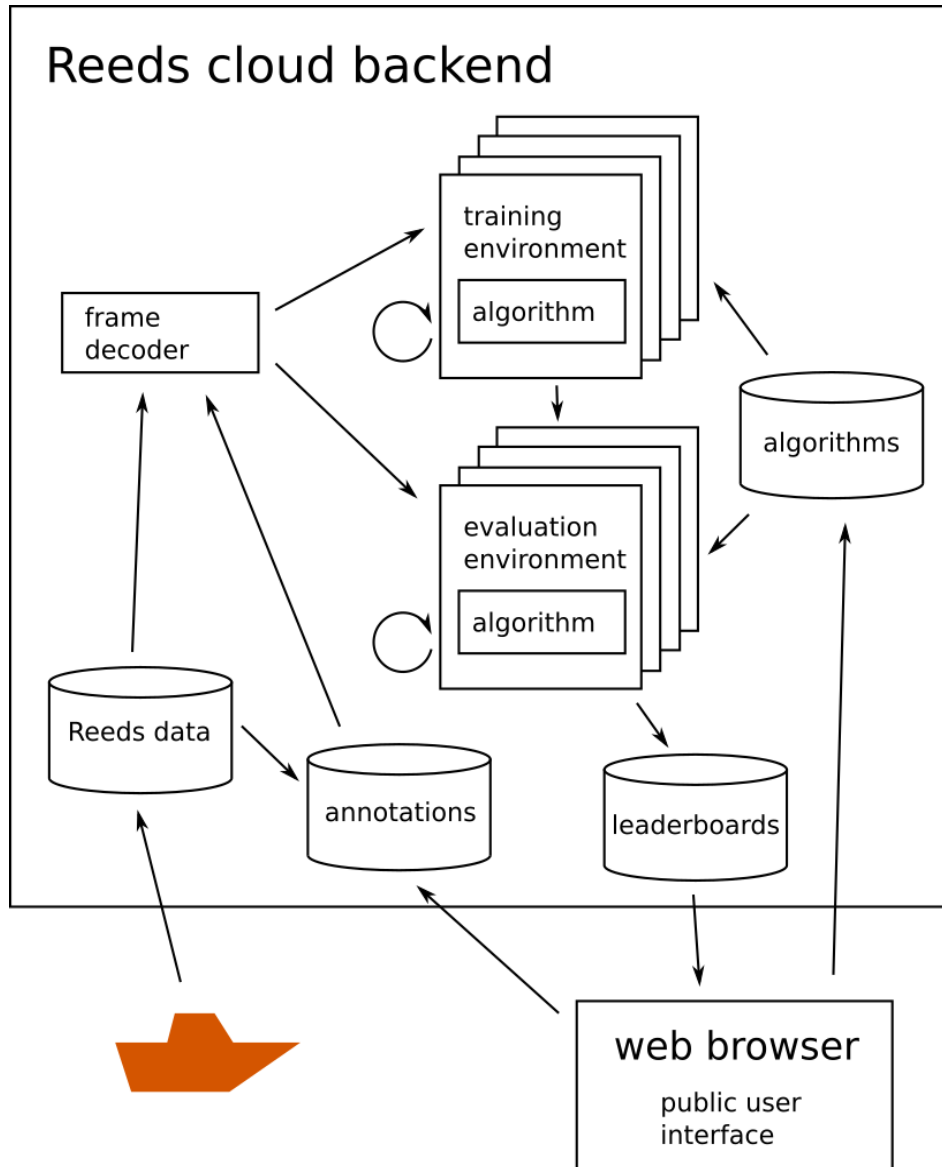 Reeds cloud backend
training
environment
algorithm
frame
decoder
algorithms
evaluation
environment
algorithm
Reeds data
annotations
leaderboards
web browser
public user
interface